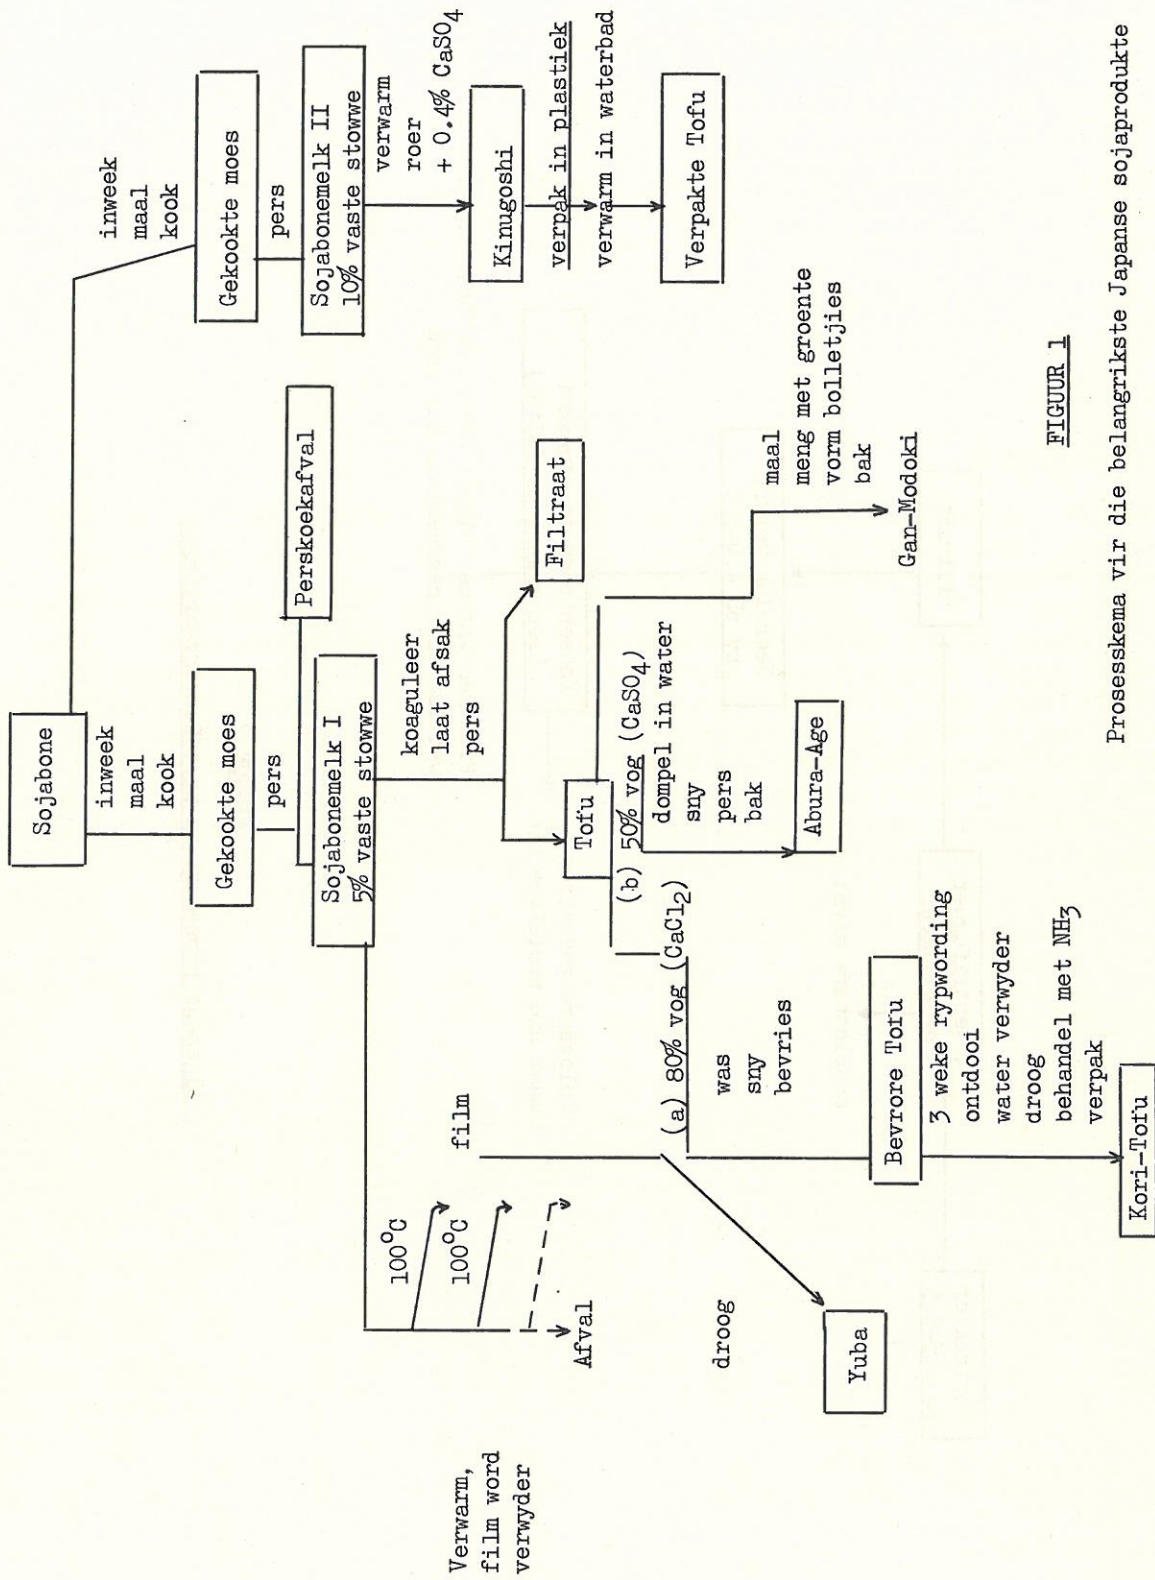 Sojabone
inweek
maal
kook
Gekookte moes
pers
Perskoekafval
Sojabonemelk I
5% vaste stowwe
koaguleer
laat afsak
pers
Filtraat
Tofu
(a) 80% vog (CaCl2)
was
sny
bevries
Bevrore Tofu
3 weke rypwording
ontdooi
water verwyder
droog
behandel met NH3
verpak
Kori-Tofu
(b) 50% vog (CaSO4)
dompel in water
sny
pers
bak
Abura-Age
maal
meng met groente
vorm bolletjies
bak
Gan-Modoki
Verwarm,
film word
verwyder
100°C
100°C
Afval
film
droog
Yuba
inweek
maal
kook
Gekookte moes
pers
Sojabonemelk II
10% vaste stowwe
verwarm
roer
+ 0.4% CaSO4
Kinugoshi
verpak in plastiek
verwarm in waterbad
Verpakte Tofu
FIGUUR 1
Prosesskema vir die belangrikste Japanse sojaprodukte